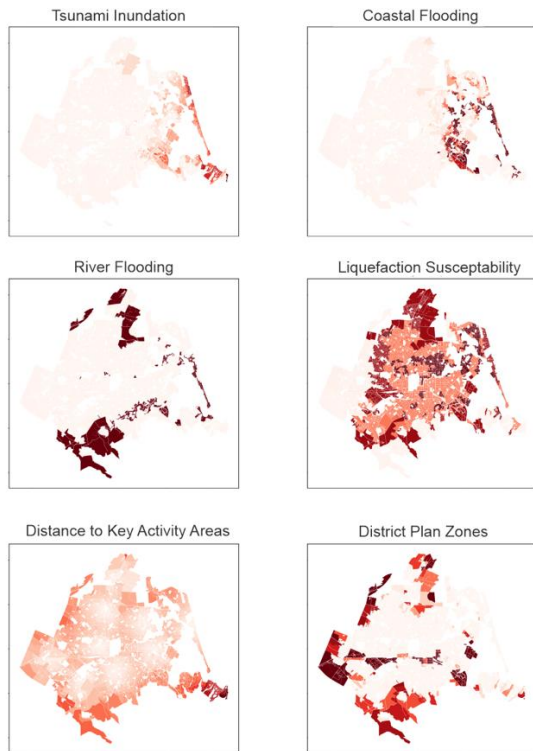 Tsunami Inundation
Coastal Flooding
River Flooding
Liquefaction Susceptability
Distance to Key Activity Areas
District Plan Zones